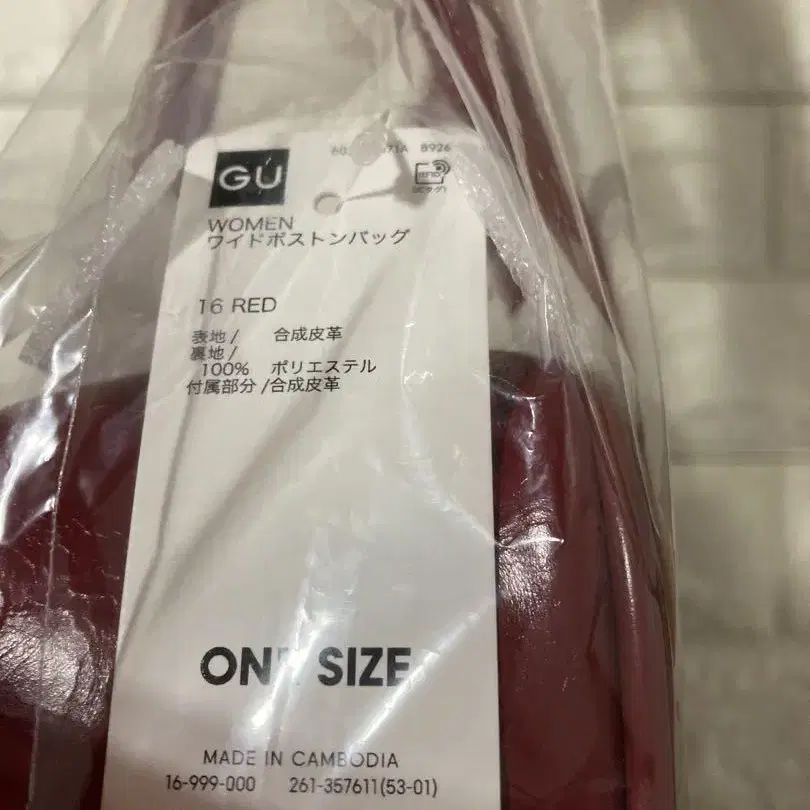 8926
GU
WOMEN
ワイドボストンバッグ
16 RED
表地/ 合成皮革
裏地/
100% ポリエステル
付属部分/合成皮革
ONE SIZE
MADE IN CAMBODIA
16-999-000 261-357611(53-01)